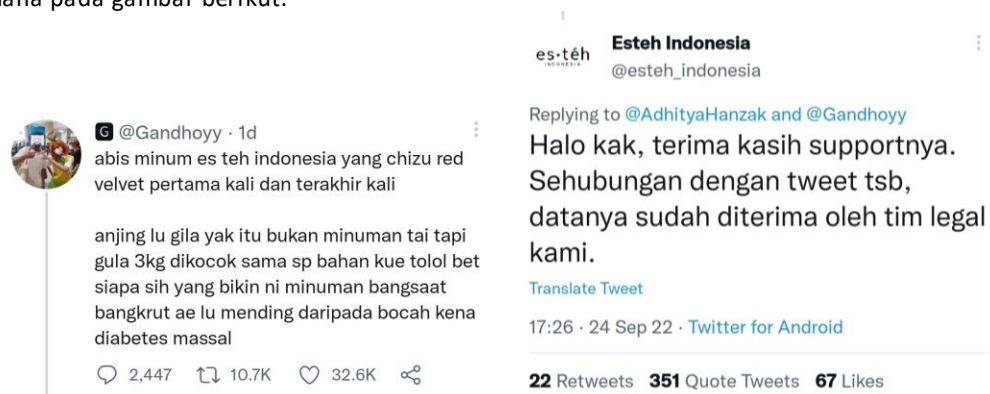 pada gambar berikut:
G @Gandhoyy · 1d
abis minum es teh indonesia yang chizu red
velvet pertama kali dan terakhir kali
anjing lu gila yak itu bukan minuman tai tapi
gula 3kg dikocok sama sp bahan kue tolol bet
siapa sih yang bikin ni minuman bangsaat
bangkrut ae lu mending daripada bocah kena
diabetes massal
2,447 10.7K 32.6K
es·téh
INDONESIA
Esteh Indonesia
@esteh_indonesia
Replying to @AdhityaHanzak and @Gandhoyy
Halo kak, terima kasih supportnya.
Sehubungan dengan tweet tsb,
datanya sudah diterima oleh tim legal
kami.
Translate Tweet
17:26 · 24 Sep 22 · Twitter for Android
22 Retweets 351 Quote Tweets 67 Likes